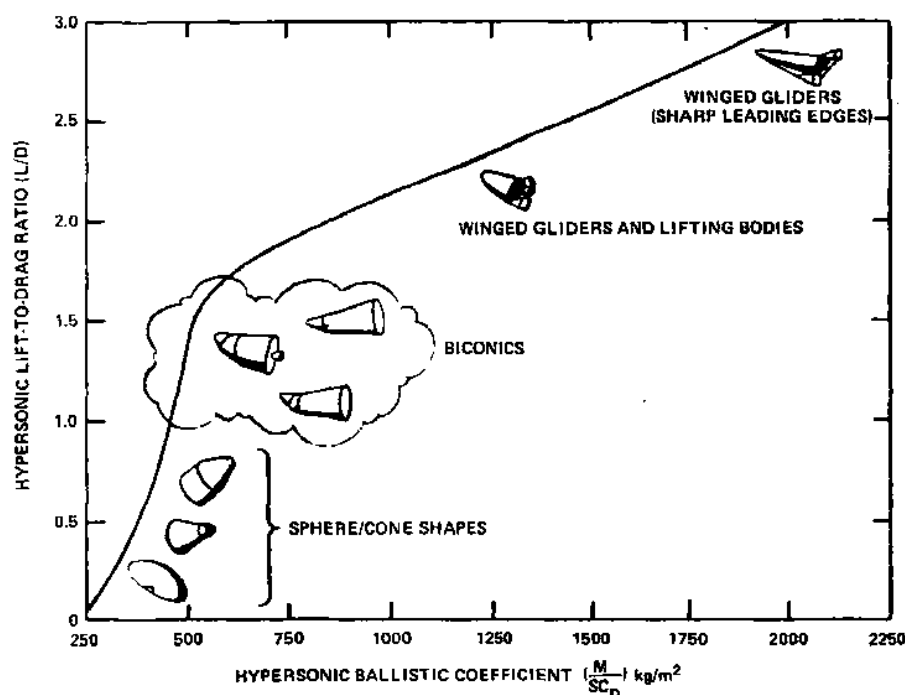 HYPERSONIC LIFT-TO-DRAG RATIO (L/D)
3.0
2.5
2.0
1.5
1.0
0.5
0
WINGED GLIDERS
(SHARP LEADING EDGES)
WINGED GLIDERS AND LIFTING BODIES
BICONICS
SPHERE/CONE SHAPES
250 500 750 1000 1250 1500 1750 2000 2250
HYPERSONIC BALLISTIC COEFFICIENT (M/SC_D) kg/m²